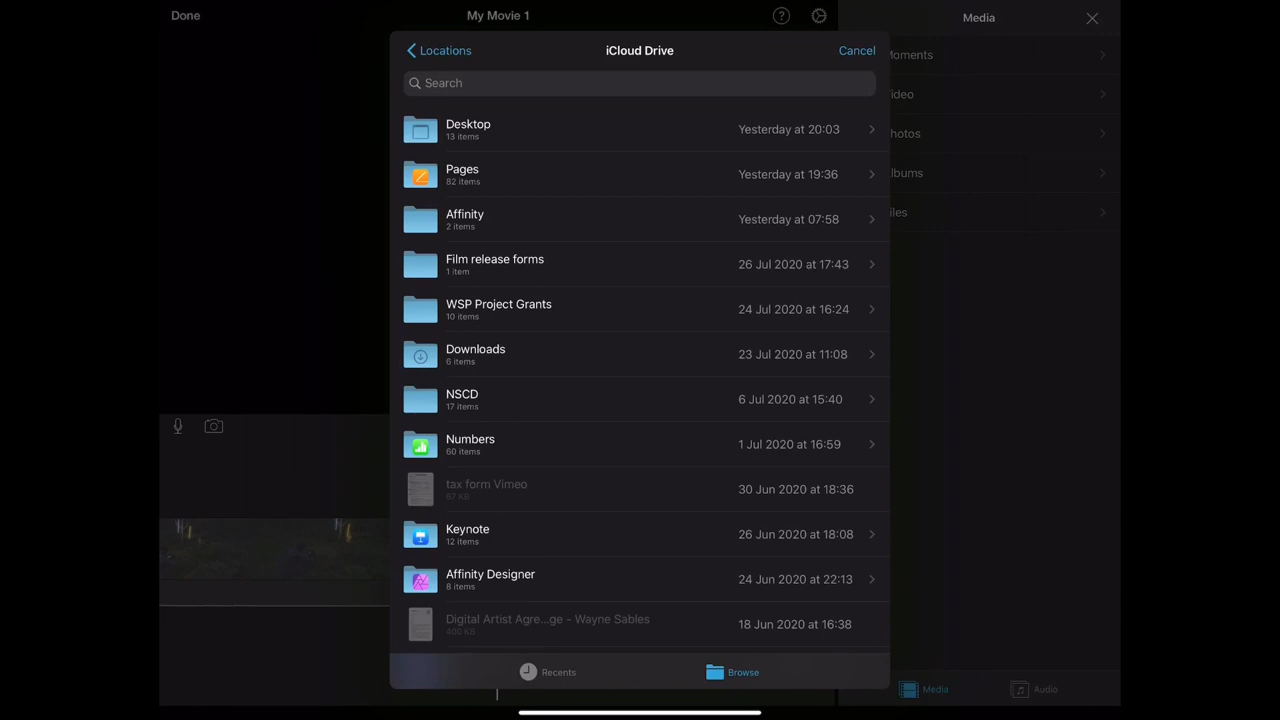 Done
My Movie 1
?
Media
Locations
iCloud Drive
Cancel
Search
Desktop
13 items
Yesterday at 20:03
Pages
82 items
Yesterday at 19:36
Affinity
2 items
Yesterday at 07:58
Film release forms
1 item
26 Jul 2020 at 17:43
WSP Project Grants
10 items
24 Jul 2020 at 16:24
Downloads
6 items
23 Jul 2020 at 11:08
NSCD
17 items
6 Jul 2020 at 15:40
Numbers
60 items
1 Jul 2020 at 16:59
tax form Vimeo
67 KB
30 Jun 2020 at 18:36
Keynote
12 items
26 Jun 2020 at 18:08
Affinity Designer
8 items
24 Jun 2020 at 22:13
Digital Artist Agre...ge - Wayne Sables
400 KB
18 Jun 2020 at 16:38
Recents
Browse
oments
ideo
hotos
lbums
iles
Media
Audio